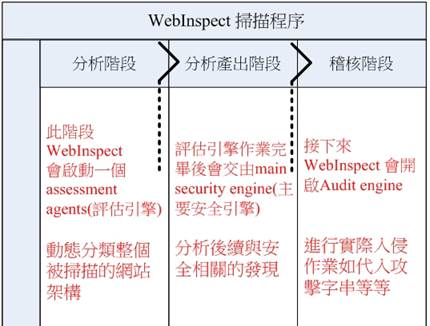 WebInspect 掃描程序
分析階段
分析產出階段
稽核階段
此階段
WebInspect
會啟動一個
assessment
agents(評估引擎)
動態分類整個
被掃描的網站
架構
評估引擎作業完
畢後會交由main
security engine(主
要安全引擎)
分析後續與安
全相關的發現
接下來
WebInspect 會開
啟Audit engine
進行實際入侵
作業如代入攻
擊字串等等